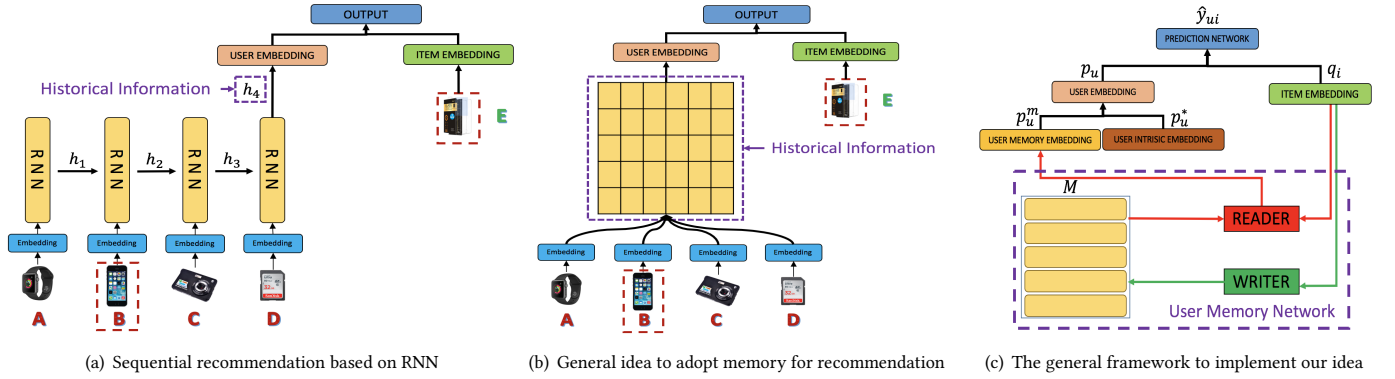 OUTPUT
USER EMBEDDING
ITEM EMBEDDING
Historical Information
h₄
E
RNN
h₁
RNN
h₂
RNN
h₃
RNN
Embedding
Embedding
Embedding
Embedding
A
B
C
D
(a) Sequential recommendation based on RNN
OUTPUT
USER EMBEDDING
ITEM EMBEDDING
E
Historical Information
Embedding
Embedding
Embedding
Embedding
A
B
C
D
(b) General idea to adopt memory for recommendation
ŷᵤᵢ
PREDICTION NETWORK
pᵤ
qᵢ
USER EMBEDDING
ITEM EMBEDDING
pᵤᵐ
pᵤ*
USER MEMORY EMBEDDING
USER INTRISIC EMBEDDING
M
READER
WRITER
User Memory Network
(c) The general framework to implement our idea